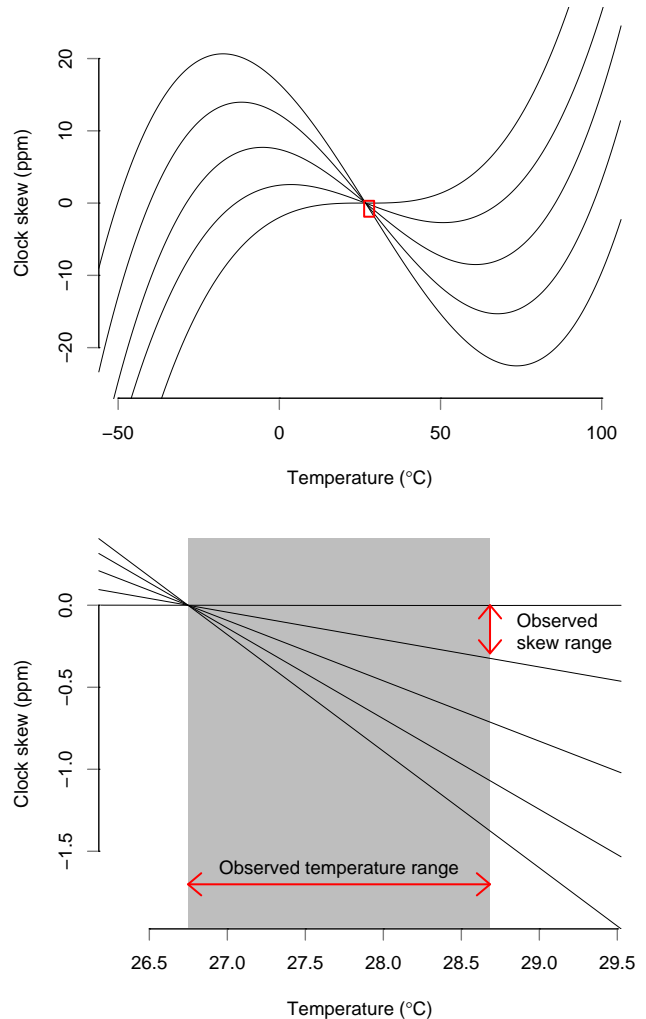 20
10
0
−10
−20
Clock skew (ppm)
−50 0 50 100
Temperature (°C)
0.0
−0.5
−1.0
−1.5
Clock skew (ppm)
Observed
skew range
Observed temperature range
26.5 27.0 27.5 28.0 28.5 29.0 29.5
Temperature (°C)